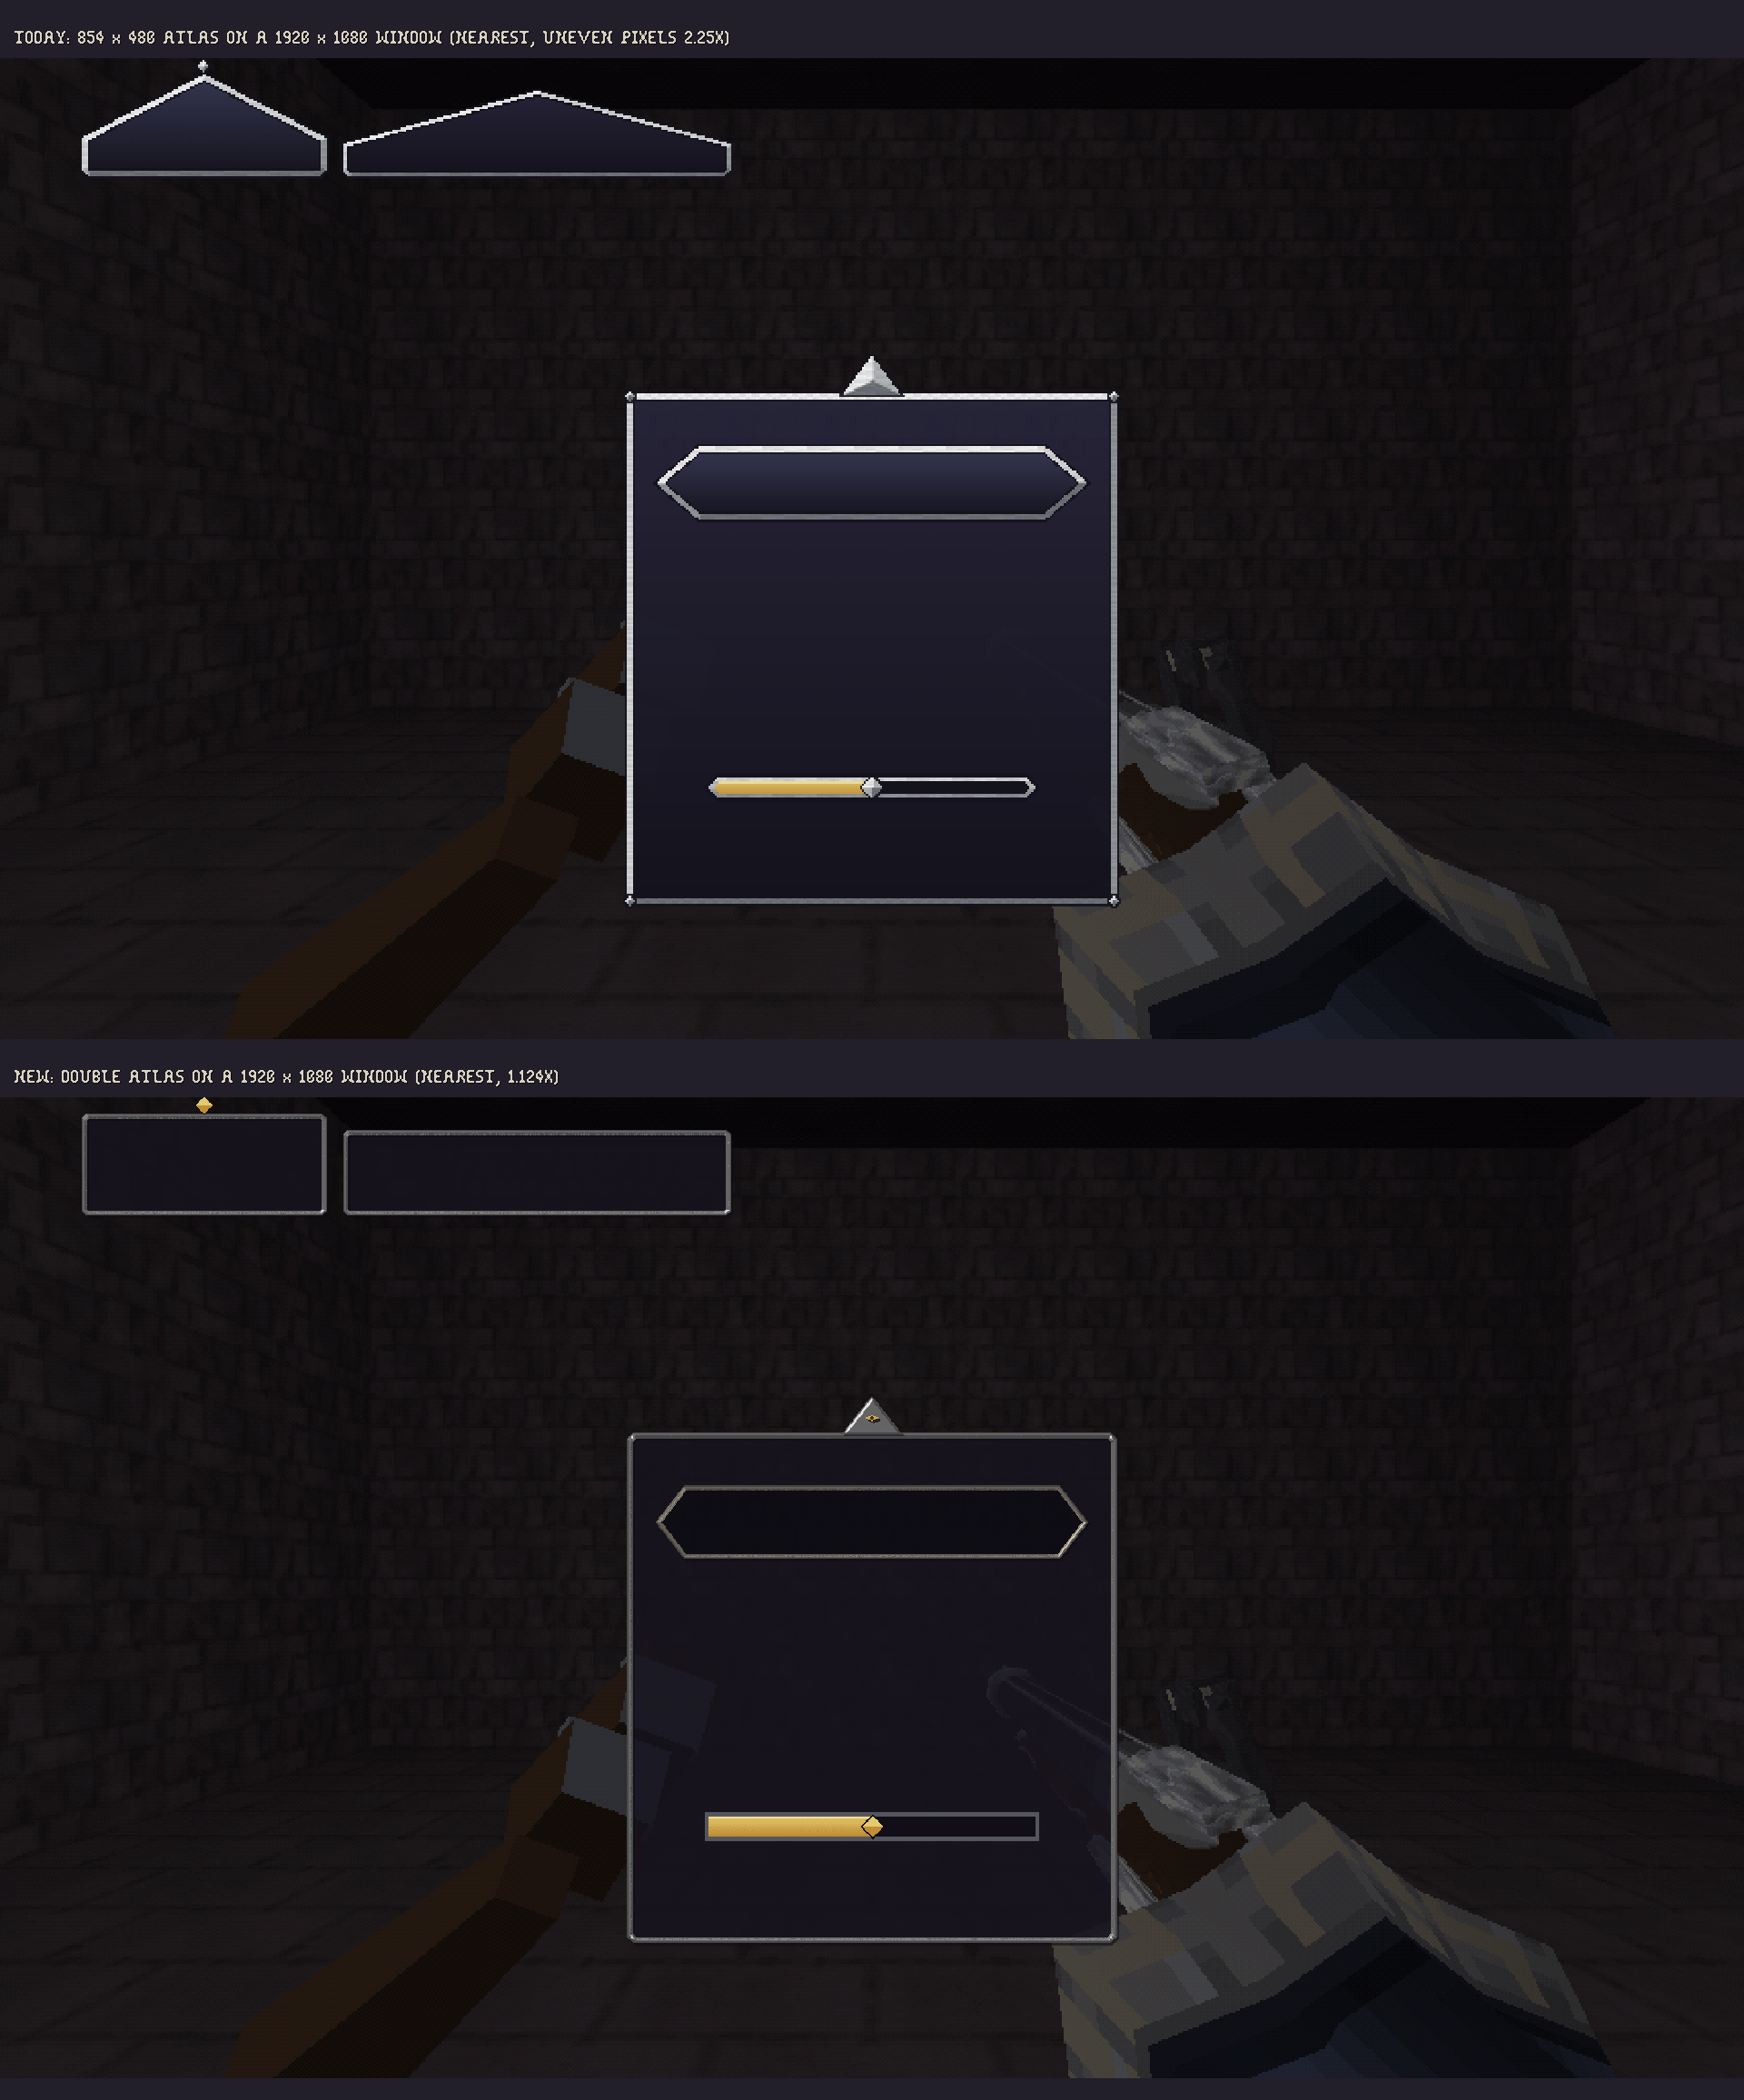 TODAY: 854 x 480 ATLAS ON A 1920 x 1080 WINDOW (NEAREST, UNEVEN PIXELS 2.25X)
NEW: DOUBLE ATLAS ON A 1920 x 1080 WINDOW (NEAREST, 1.124X)